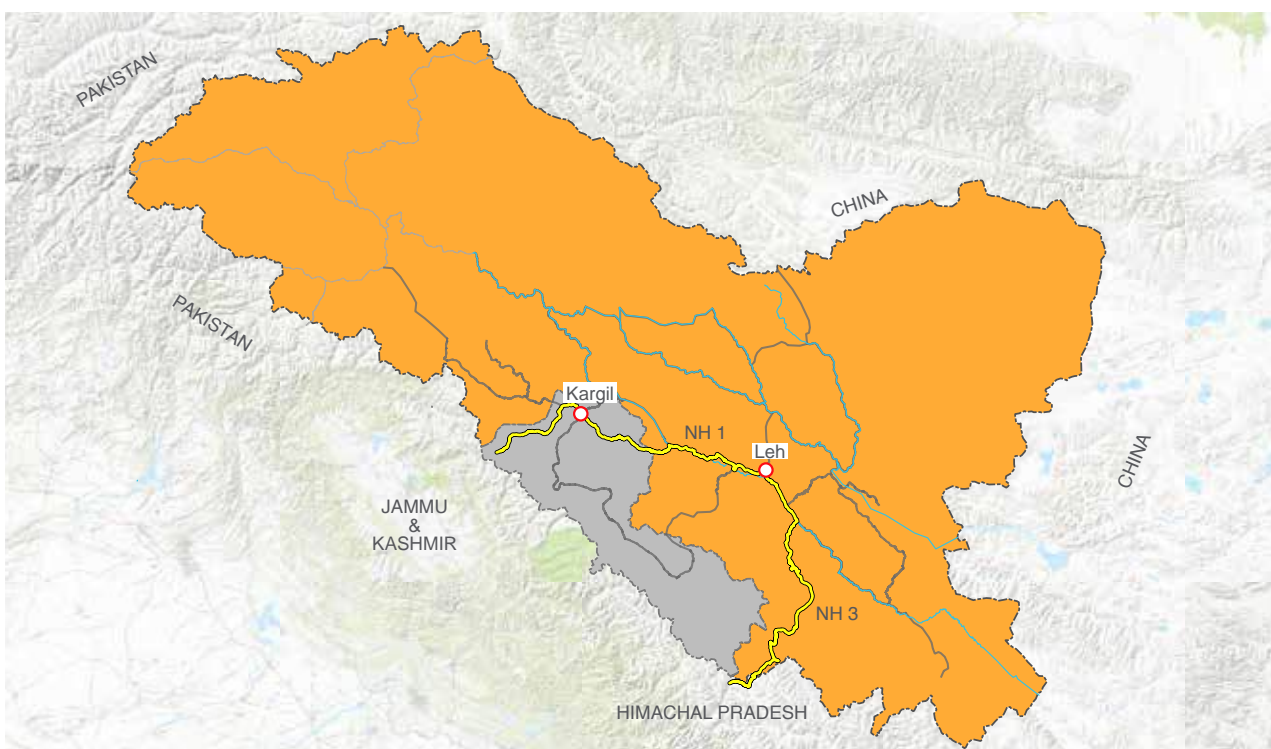 PAKISTAN
CHINA
PAKISTAN
Kargil
NH 1
Leh
CHINA
JAMMU
&
KASHMIR
NH 3
HIMACHAL PRADESH